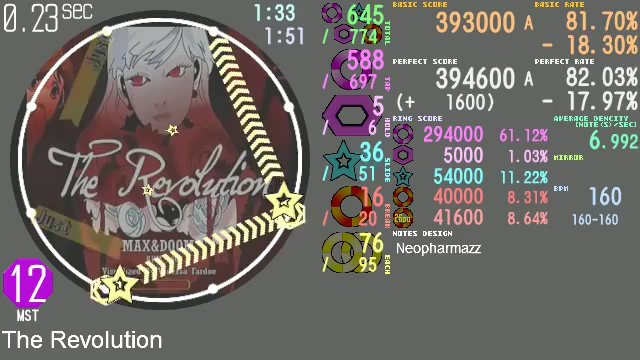 0.23 SEC
1:33
1:51
The Revolution
MAX&DOO
12
MST
The Revolution
645
/ 774
TOTAL
588
/ 697
TAP
5
/ 6
HOLD
36
/ 51
SLIDE
16
/ 20
BREAK
76
/ 95
EACH
BASIC SCORE
393000 A
BASIC RATE
81.70%
- 18.30%
PERFECT SCORE
394600 A
(+ 1600)
PERFECT RATE
82.03%
- 17.97%
RING SCORE
294000 61.12%
5000 1.03%
54000 11.22%
40000 8.31%
2600 41600 8.64%
AVERAGE DENCITY
(NOTE(S)/SEC)
6.992
MIRROR
BPM 160
160-160
NOTES DESIGN
Neopharmazz